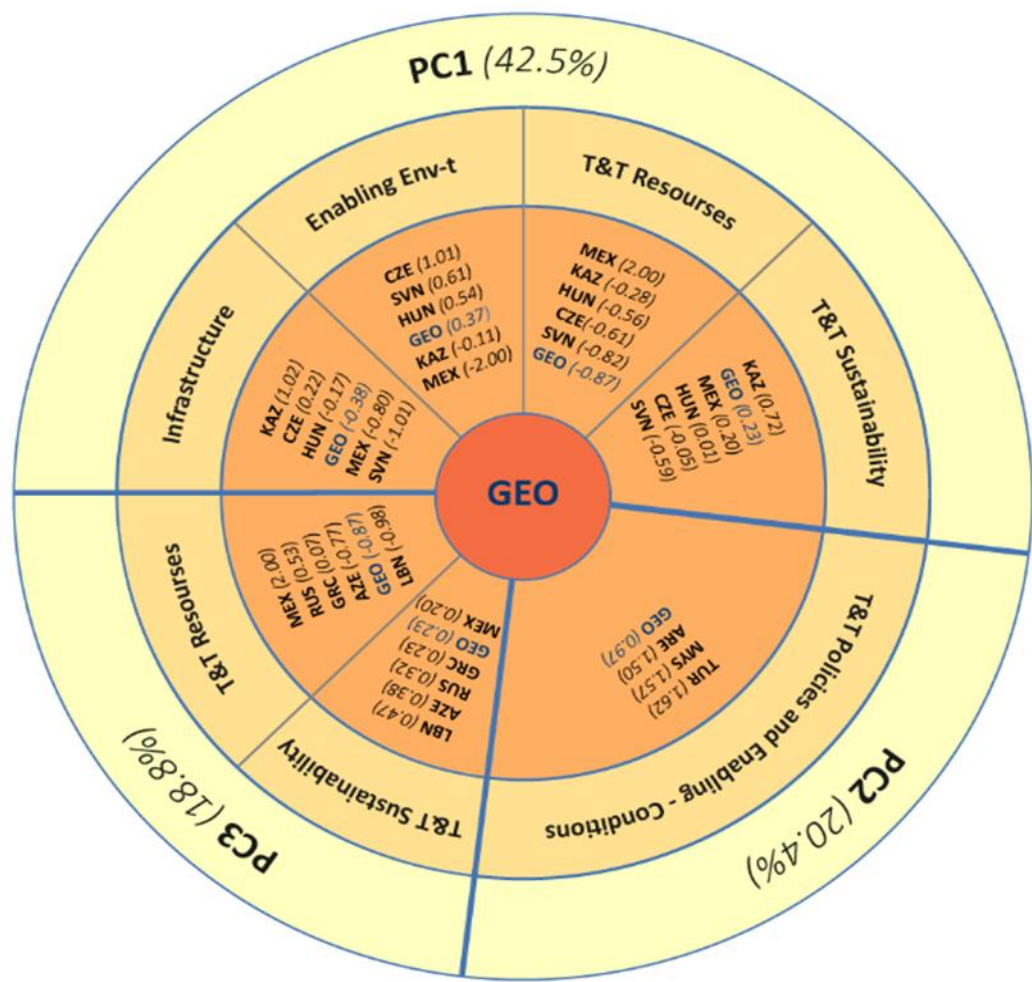 PC1 (42.5%)
Enabling Env-t
T&T Resourses
Infrastructure
T&T Sustainability
CZE (1.01)
SVN (0.61)
HUN (0.54)
GEO (0.37)
KAZ (-0.11)
MEX (-2.00)
MEX (2.00)
KAZ (-0.28)
HUN (-0.56)
CZE(-0.61)
SVN (-0.82)
GEO (-0.87)
KAZ (1.02)
CZE (0.22)
HUN (-0.17)
GEO (-0.38)
MEX (-0.80)
SVN(-1.01)
KAZ (0.72)
GEO (0.23)
MEX (0.20)
HUN (0.01)
CZE (-0.05)
SVN(-0.59)
GEO
T&T Resourses
MEX (2.00)
RUS (0.53)
GRC (0.07)
AZE (-0.77)
GEO (-0.87)
LBN (-0.98)
MEX (0.20)
GEO (0.23)
GRC (0.23)
RUS (0.32)
AZE (0.38)
LBN (0.47)
T&T Sustainability
GEO (0.97)
ARE (1.50)
MYS (1.57)
TUR (1.62)
T&T Policies and Enabling - Conditions
PC3 (18.8%)
PC2 (20.4%)